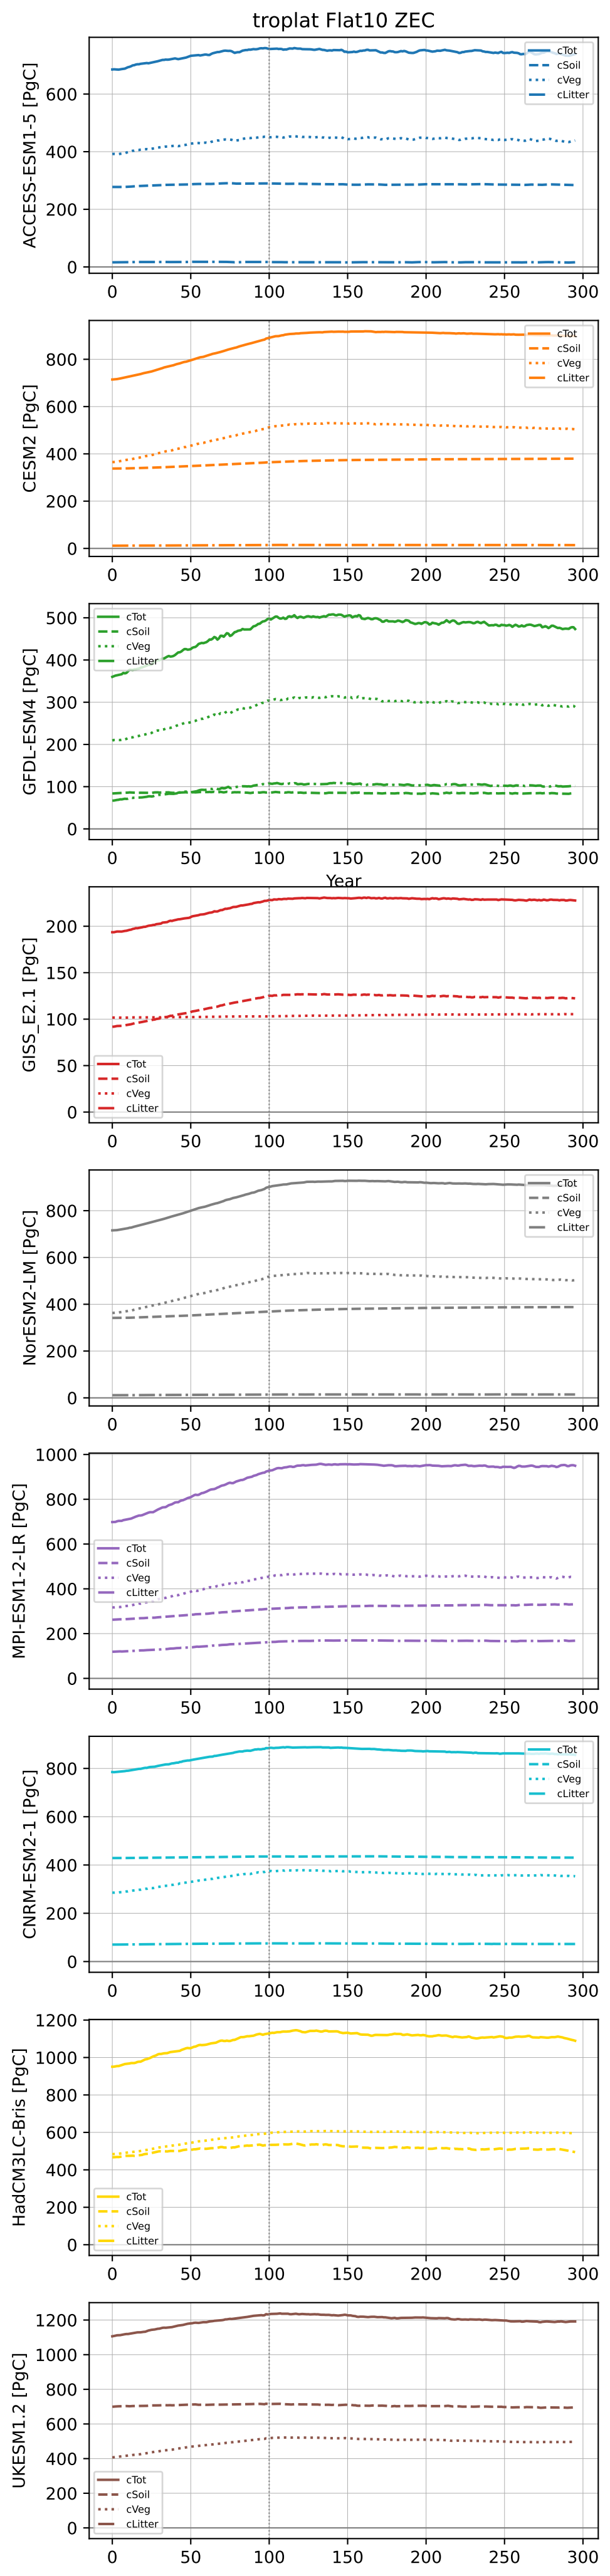 troplat Flat10 ZEC
ACCESS-ESM1-5 [PgC]
600
400
200
0
cTot
cSoil
cVeg
cLitter
0 50 100 150 200 250 300
CESM2 [PgC]
800
600
400
200
0
cTot
cSoil
cVeg
cLitter
0 50 100 150 200 250 300
GFDL-ESM4 [PgC]
500
400
300
200
100
0
cTot
cSoil
cVeg
cLitter
0 50 100 150 200 250 300
Year
GISS_E2.1 [PgC]
200
150
100
50
0
cTot
cSoil
cVeg
cLitter
0 50 100 150 200 250 300
NorESM2-LM [PgC]
800
600
400
200
0
cTot
cSoil
cVeg
cLitter
0 50 100 150 200 250 300
MPI-ESM1-2-LR [PgC]
1000
800
600
400
200
0
cTot
cSoil
cVeg
cLitter
0 50 100 150 200 250 300
CNRM-ESM2-1 [PgC]
800
600
400
200
0
cTot
cSoil
cVeg
cLitter
0 50 100 150 200 250 300
HadCM3LC-Bris [PgC]
1200
1000
800
600
400
200
0
cTot
cSoil
cVeg
cLitter
0 50 100 150 200 250 300
UKESM1.2 [PgC]
1200
1000
800
600
400
200
0
cTot
cSoil
cVeg
cLitter
0 50 100 150 200 250 300